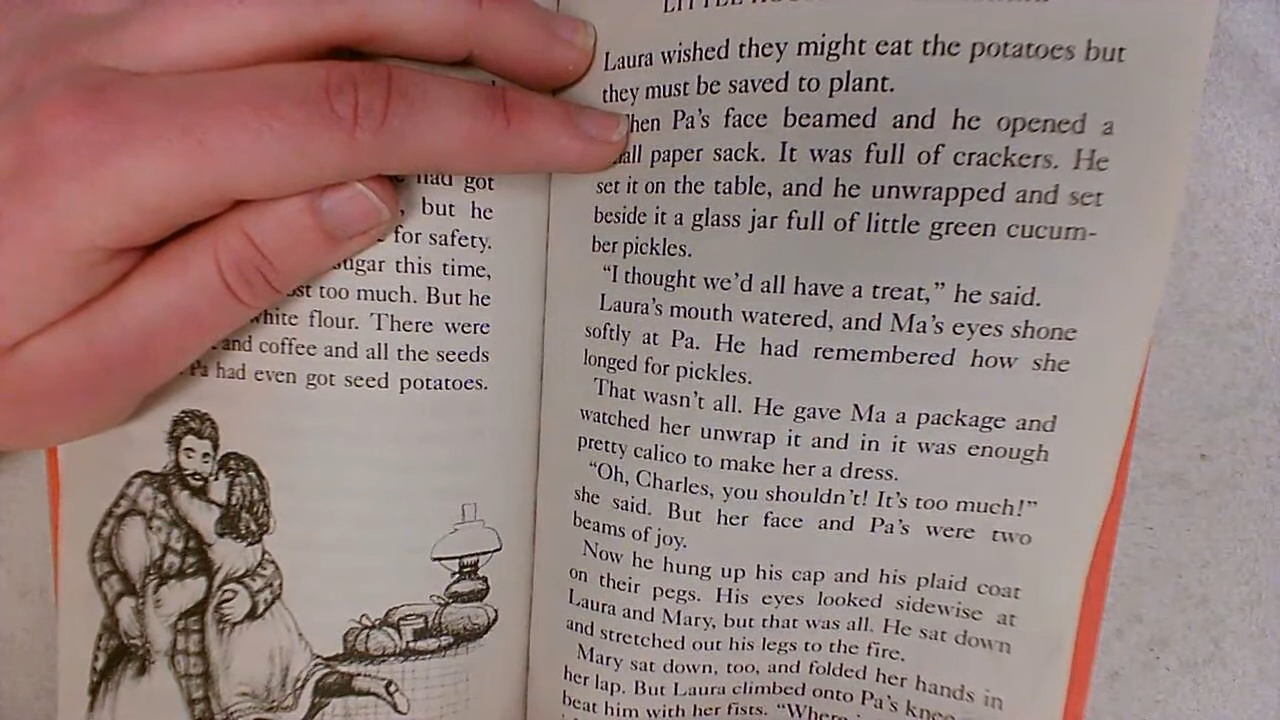 had got
, but he
for safety.
sugar this time,
too much. But he
white flour. There were
and coffee and all the seeds
Pa had even got seed potatoes.
LITTLE
Laura wished they might eat the potatoes but
they must be saved to plant.
Pa's face beamed and he opened a
paper sack. It was full of crackers. He
set it on the table, and he unwrapped and set
beside it a glass jar full of little green cucum-
ber pickles.
"I thought we'd all have a treat," he said.
Laura's mouth watered, and Ma's eyes shone
softly at Pa. He had remembered how she
longed for pickles.
That wasn't all. He gave Ma a package and
watched her unwrap it and in it was enough
pretty calico to make her a dress.
"Oh, Charles, you shouldn't! It's too much!"
she said. But her face and Pa's were two
beams of joy.
Now he hung up his cap and his plaid coat
on their pegs. His eyes looked sidewise at
Laura and Mary, but that was all. He sat down
and stretched out his legs to the fire.
Mary sat down, too, and folded her hands in
her lap. But Laura climbed onto Pa's knee
beat him with her fists. "Where